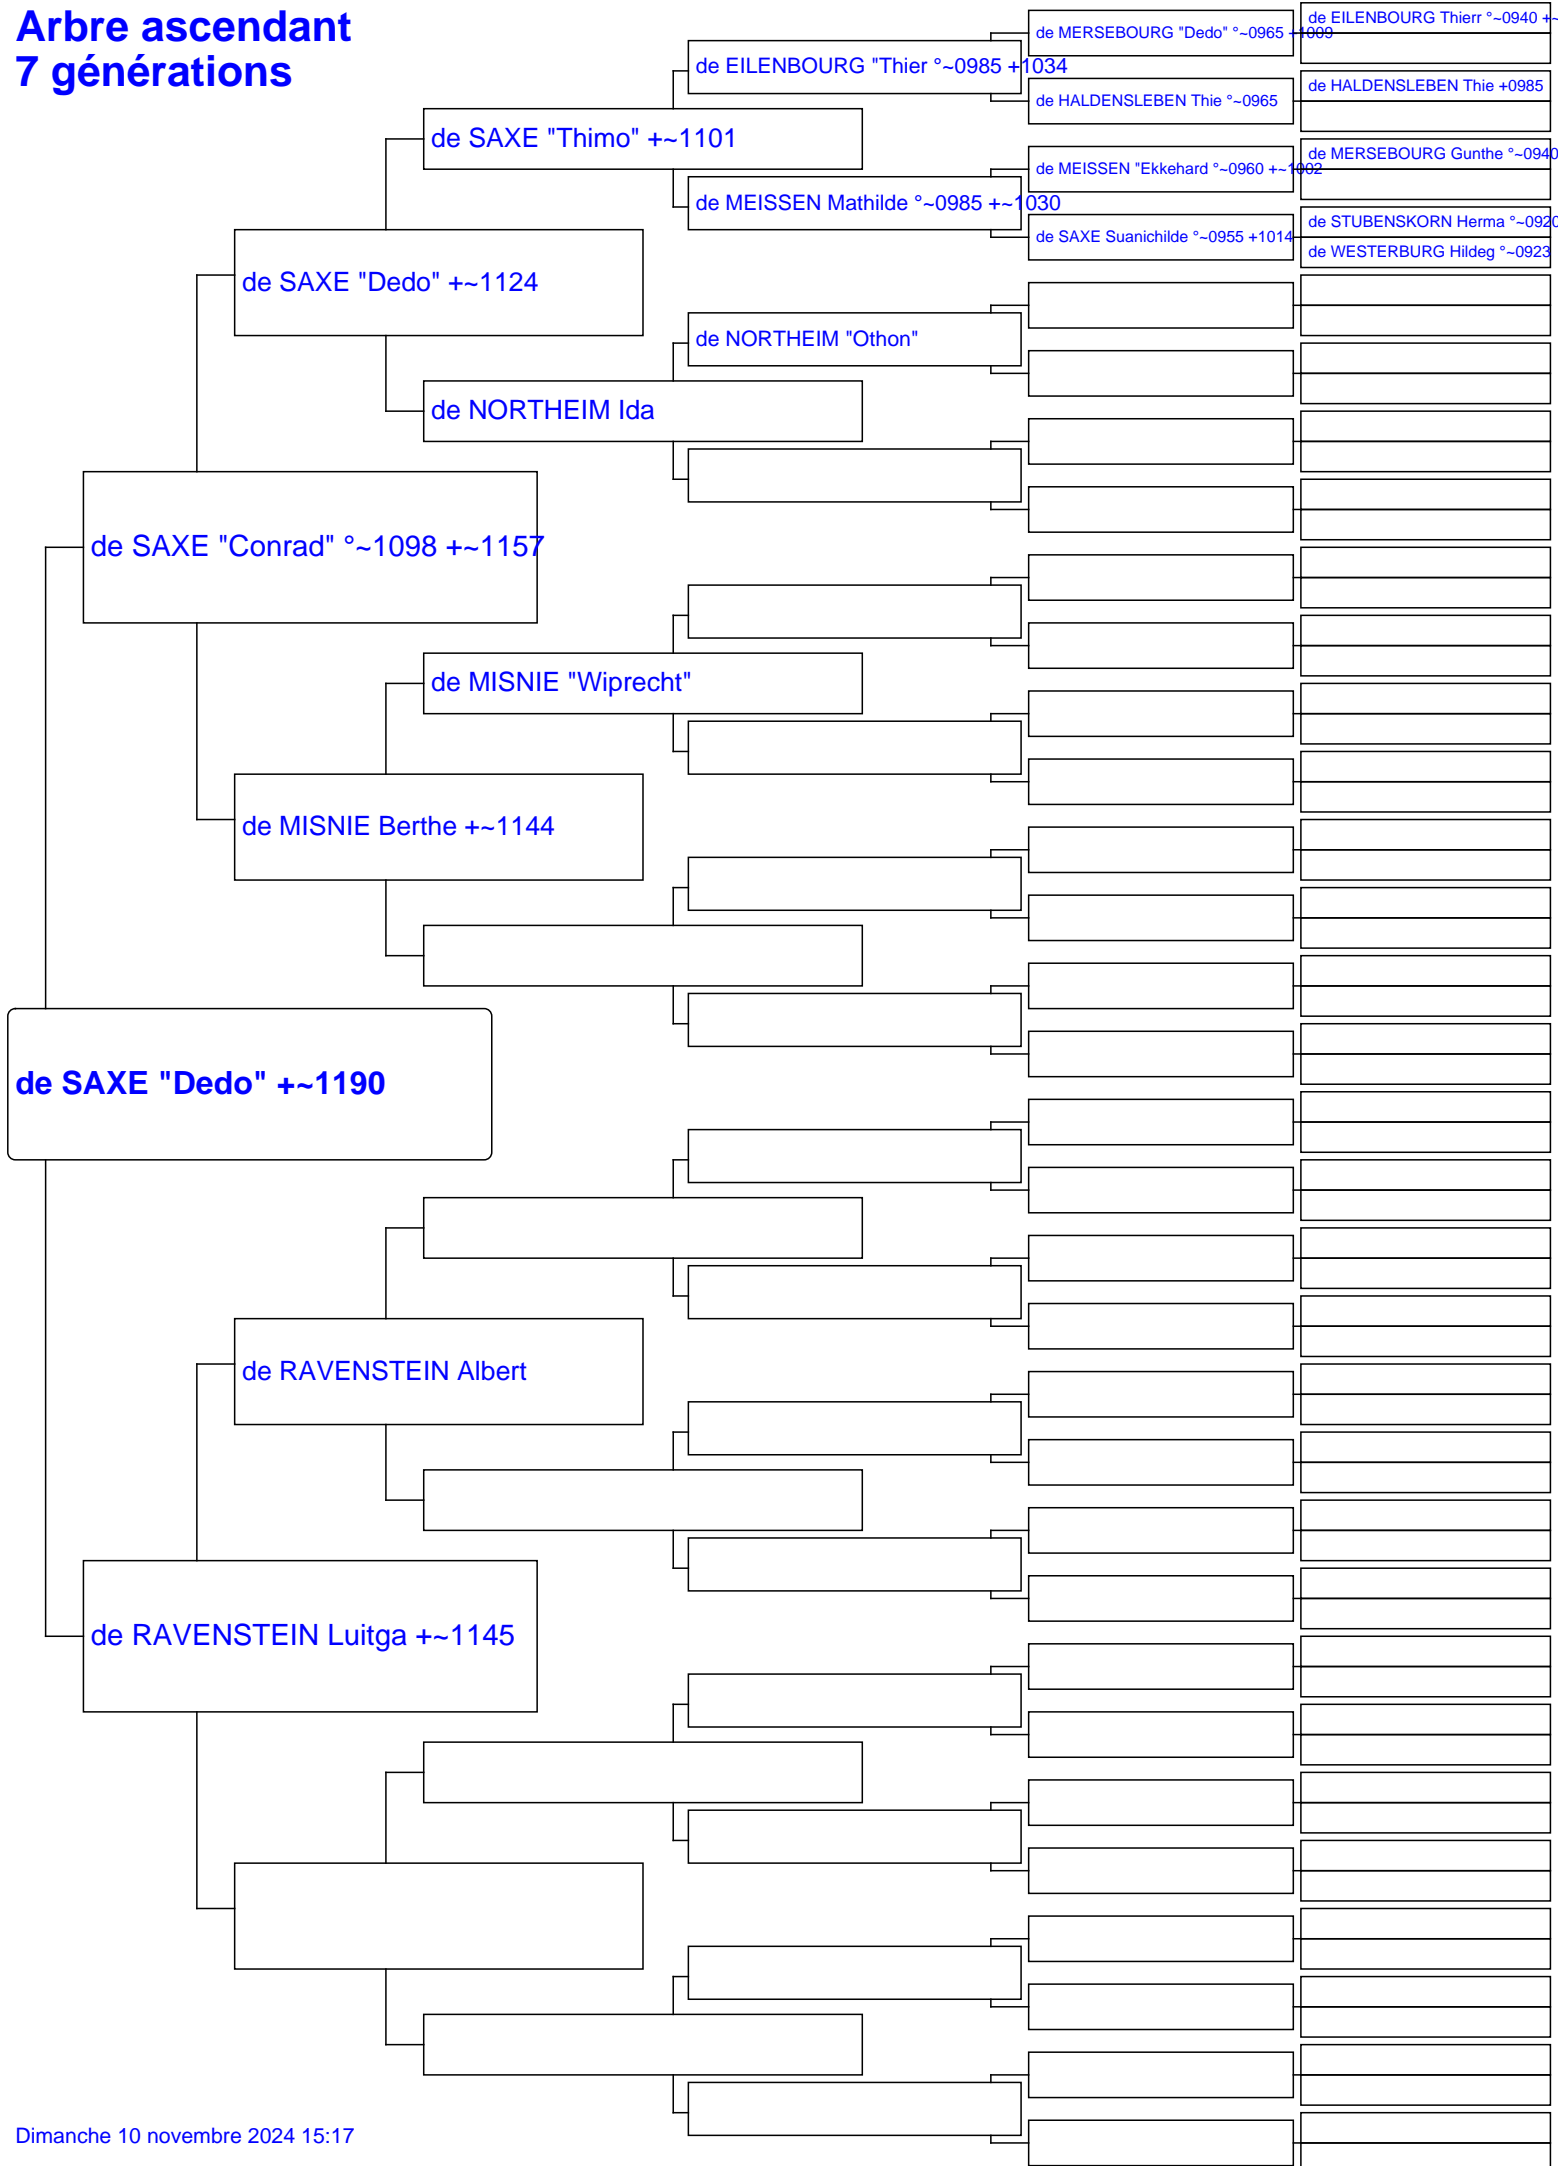 Arbre ascendant
7 générations
de EILENBOURG Thierr °~0940 +~
de MERSEBOURG "Dedo" °~0965 +1009
de EILENBOURG "Thier °~0985 +1034
de HALDENSLEBEN Thie +0985
de HALDENSLEBEN Thie °~0965
de SAXE "Thimo" +~1101
de MERSEBOURG Gunthe °~0940
de MEISSEN "Ekkehard °~0960 +~1002
de MEISSEN Mathilde °~0985 +~1030
de STUBENSKORN Herma °~0920
de SAXE Suanichilde °~0955 +1014
de WESTERBURG Hildeg °~0923
de SAXE "Dedo" +~1124
de NORTHEIM "Othon"
de NORTHEIM Ida
de SAXE "Conrad" °~1098 +~1157
de MISNIE "Wiprecht"
de MISNIE Berthe +~1144
de SAXE "Dedo" +~1190
de RAVENSTEIN Albert
de RAVENSTEIN Luitga +~1145
Dimanche 10 novembre 2024 15:17